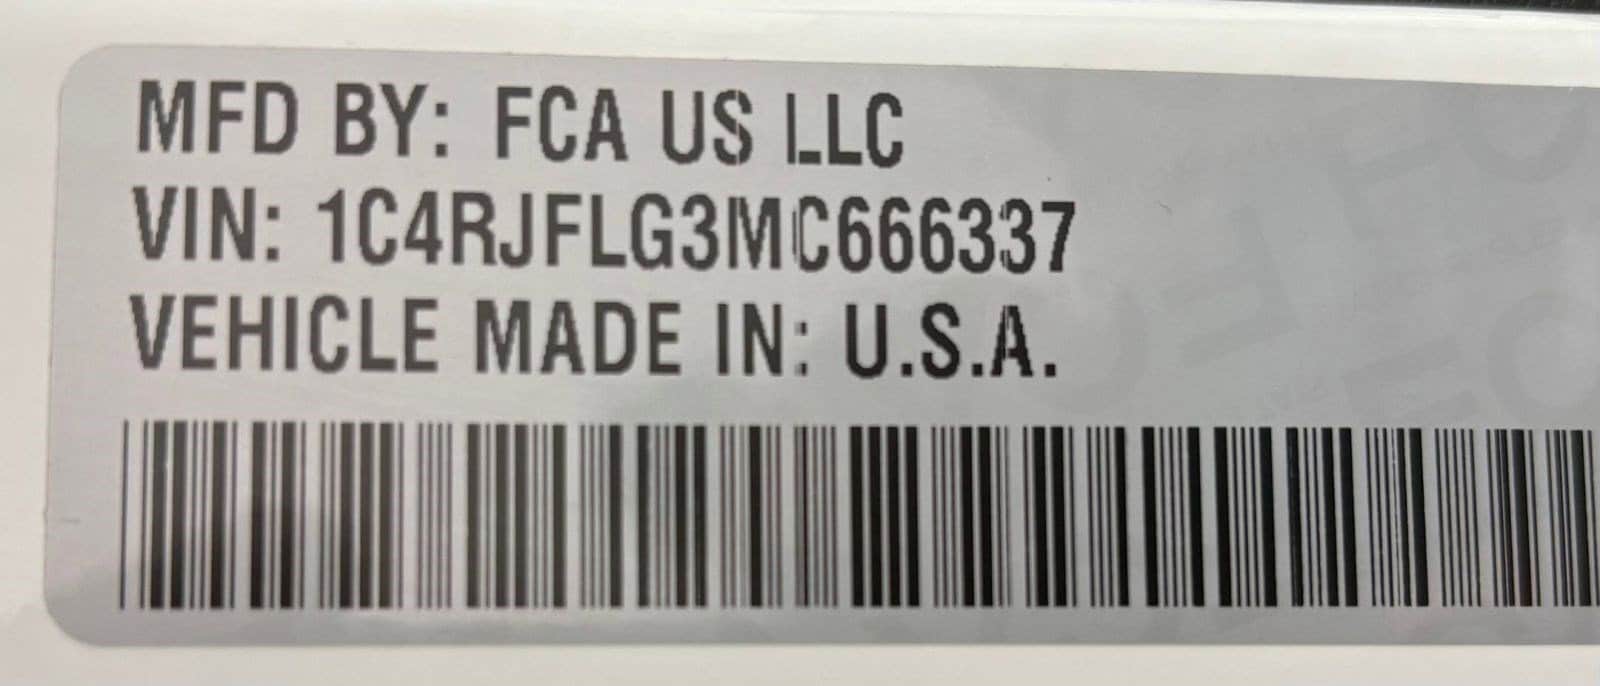 MFD BY: FCA US LLC
VIN: 1C4RJFLG3MC666337
VEHICLE MADE IN: U.S.A.